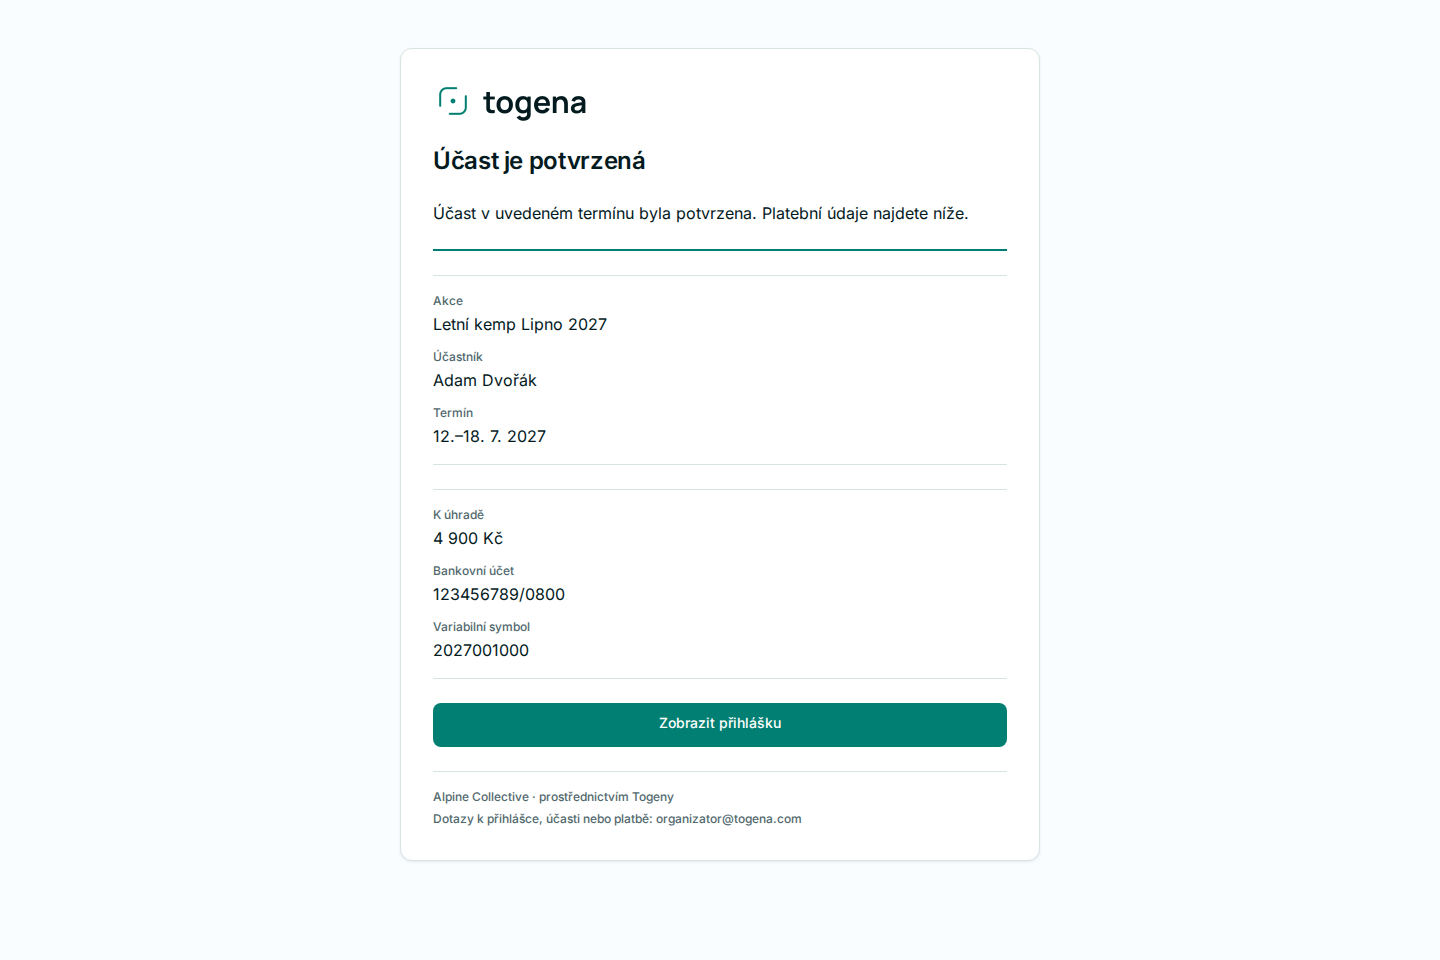 togena
Účast je potvrzená
Účast v uvedeném termínu byla potvrzena. Platební údaje najdete níže.
Akce
Letní kemp Lipno 2027
Účastník
Adam Dvořák
Termín
12.–18. 7. 2027
K úhradě
4 900 Kč
Bankovní účet
123456789/0800
Variabilní symbol
2027001000
Zobrazit přihlášku
Alpine Collective · prostřednictvím Togeny
Dotazy k přihlášce, účasti nebo platbě: organizator@togena.com